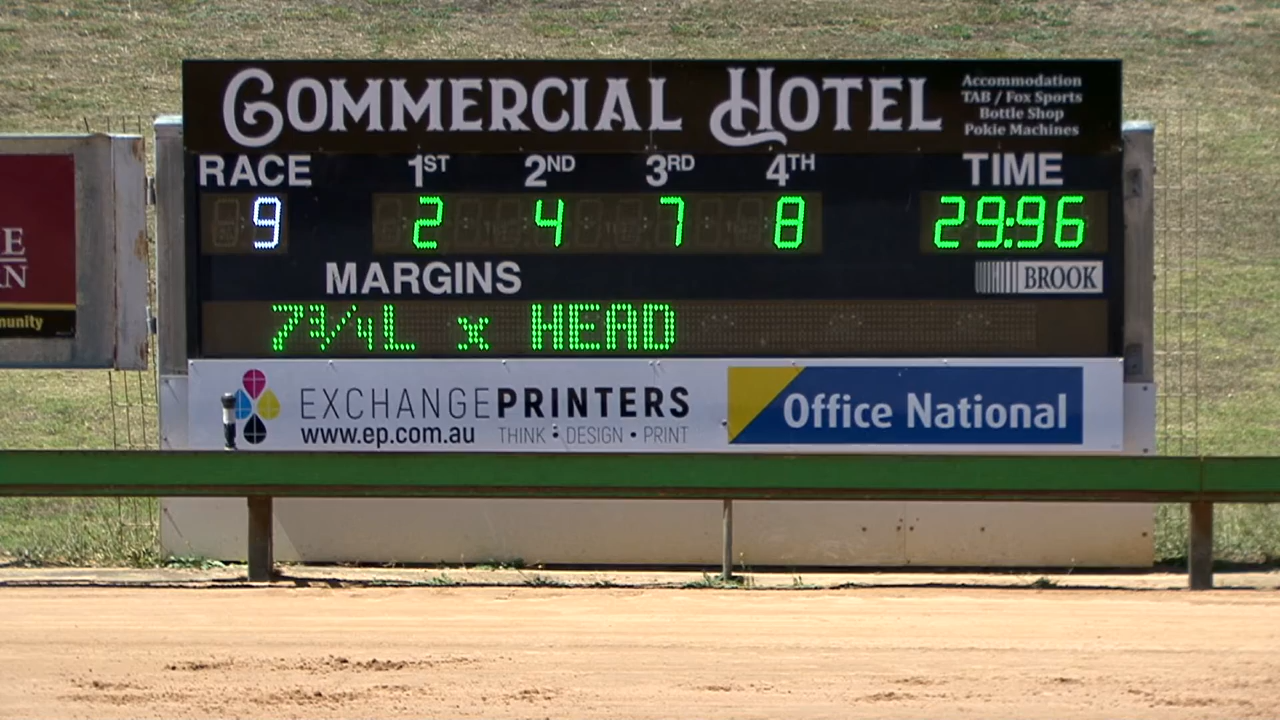 COMMERCIAL HOTEL
Accommodation
TAB / Fox Sports
Bottle Shop
Pokie Machines
RACE 1ST 2ND 3RD 4TH TIME
9 2 4 7 8 29:96
MARGINS
BROOK
7¾L x HEAD
EXCHANGEPRINTERS
www.ep.com.au THINK • DESIGN • PRINT
Office National